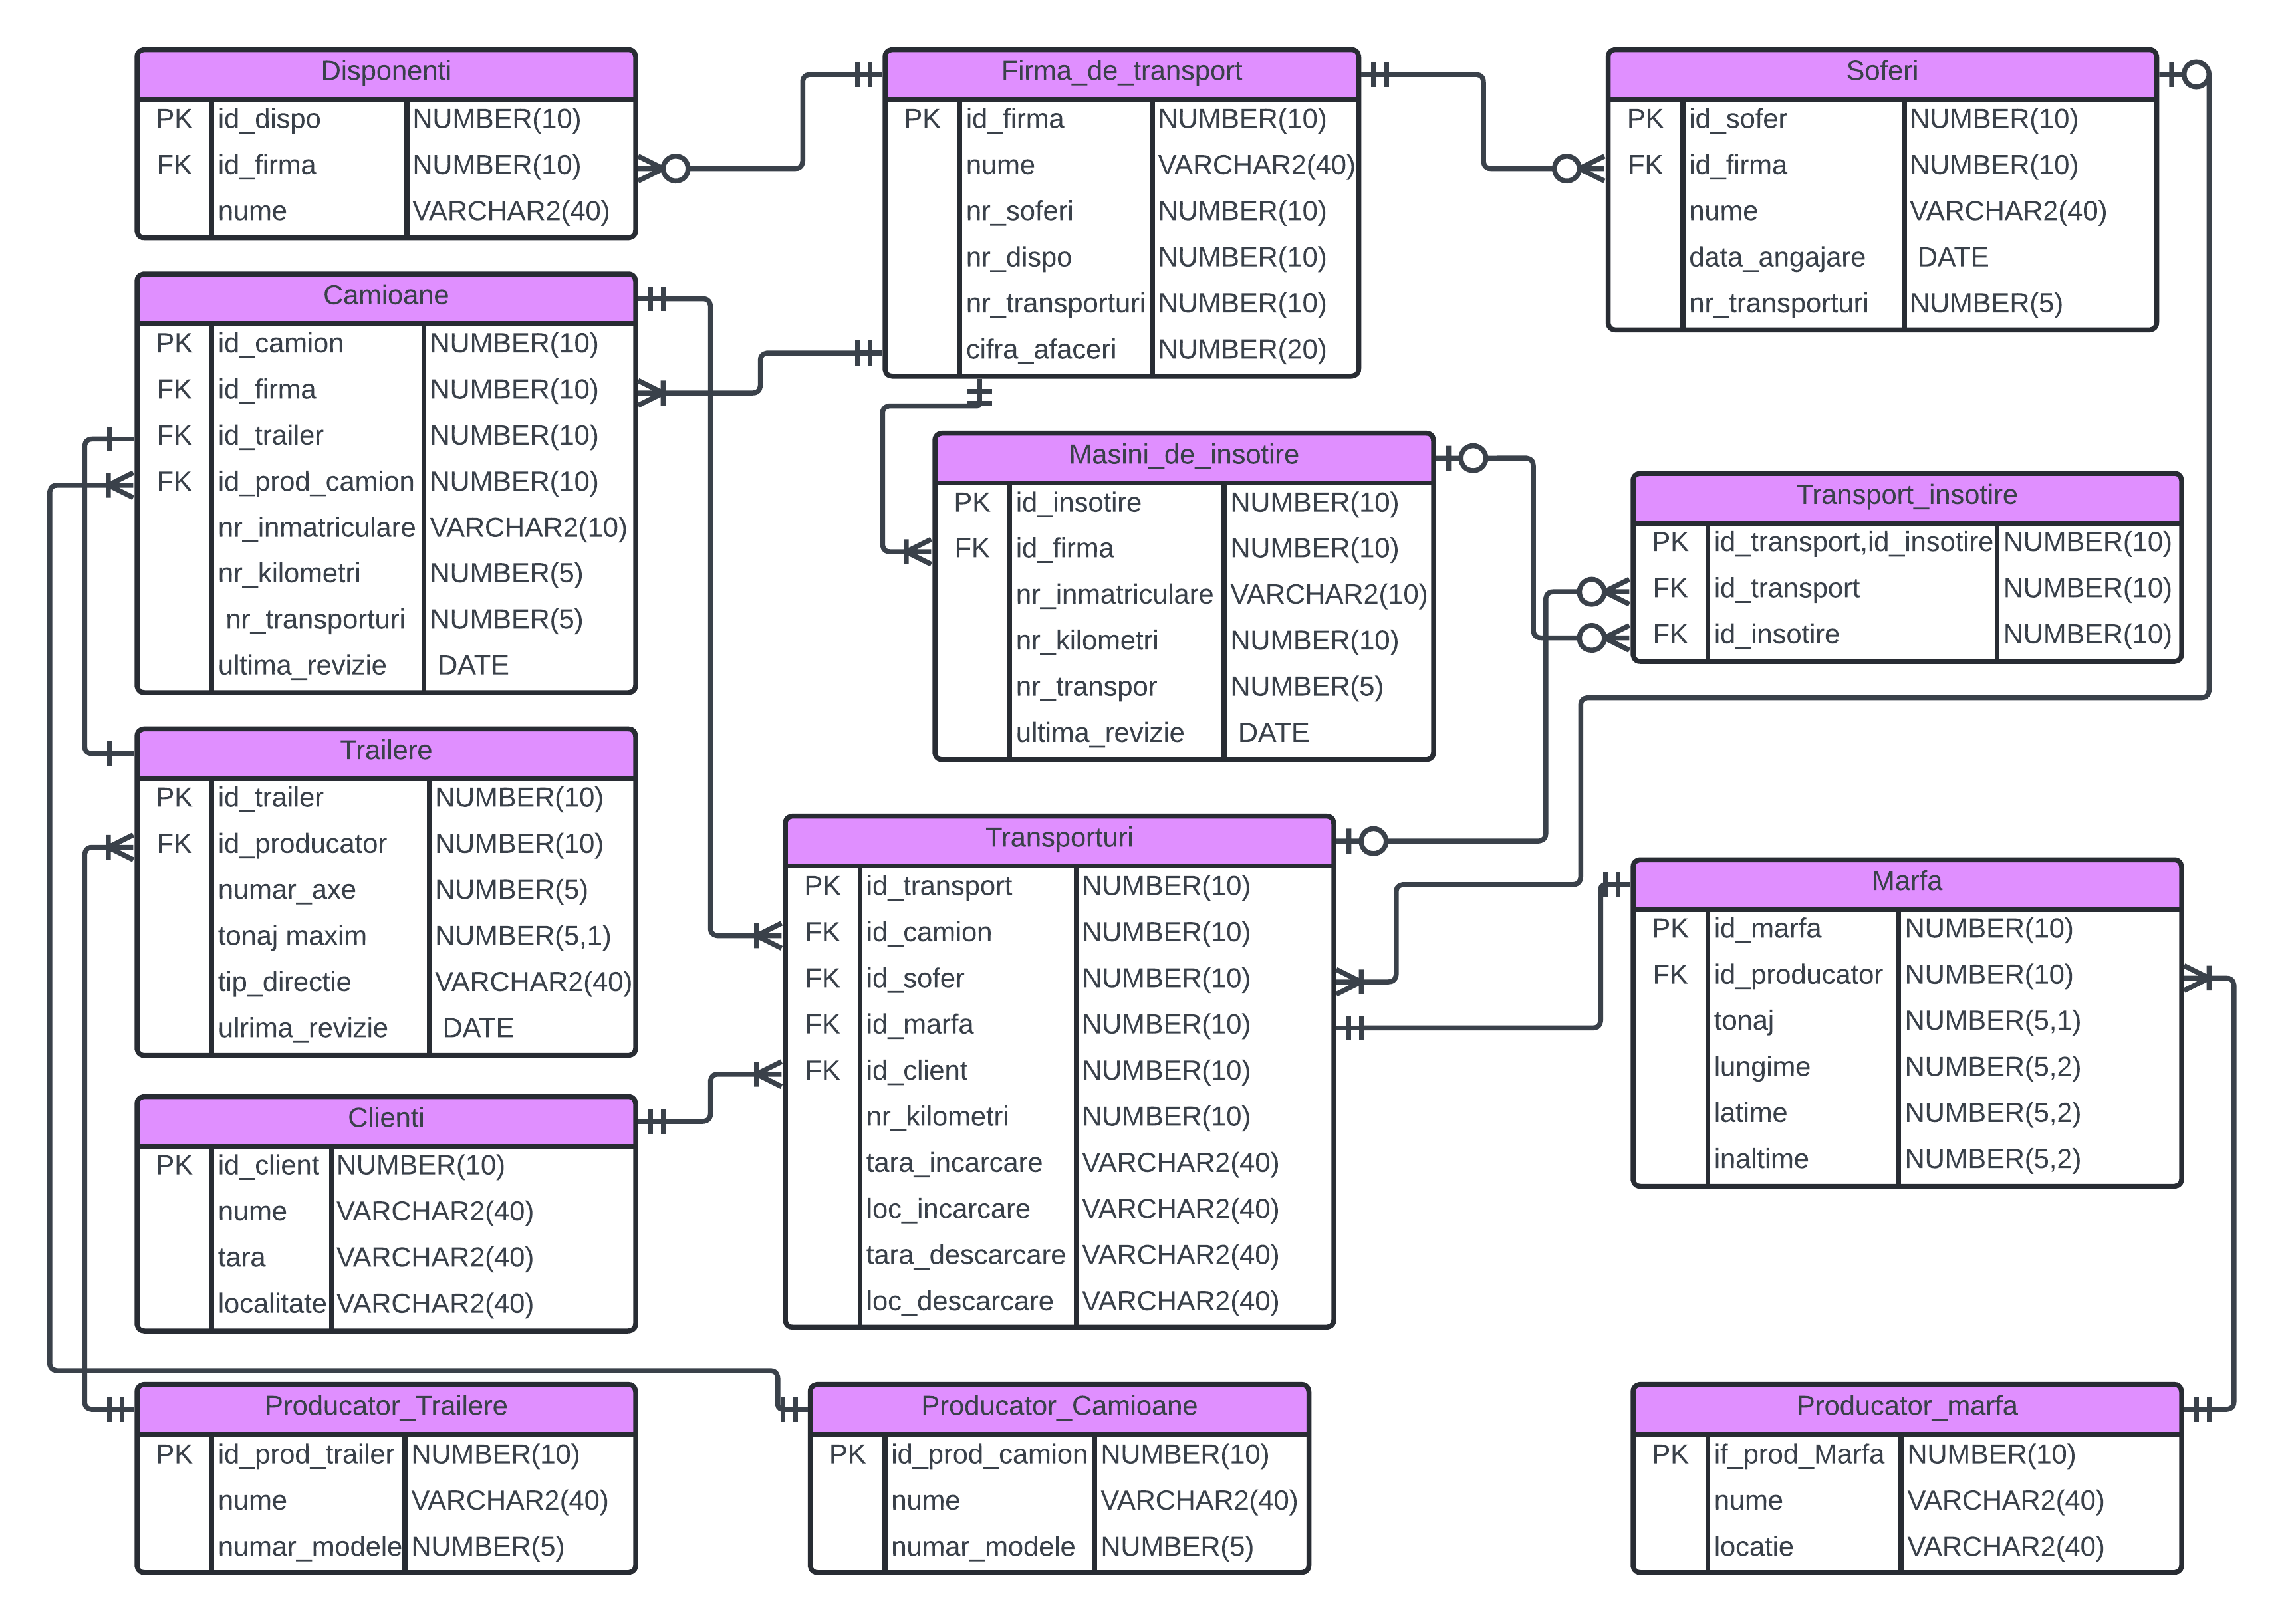 Disponenti
PK id_dispo NUMBER(10)
FK id_firma NUMBER(10)
nume VARCHAR2(40)
Firma_de_transport
PK id_firma NUMBER(10)
nume VARCHAR2(40)
nr_soferi NUMBER(10)
nr_dispo NUMBER(10)
nr_transporturi NUMBER(10)
cifra_afaceri NUMBER(20)
Soferi
PK id_sofer NUMBER(10)
FK id_firma NUMBER(10)
nume VARCHAR2(40)
data_angajare DATE
nr_transporturi NUMBER(5)
Camioane
PK id_camion NUMBER(10)
FK id_firma NUMBER(10)
FK id_trailer NUMBER(10)
FK id_prod_camion NUMBER(10)
nr_inmatriculare VARCHAR2(10)
nr_kilometri NUMBER(5)
nr_transporturi NUMBER(5)
ultima_revizie DATE
Masini_de_insotire
PK id_insotire NUMBER(10)
FK id_firma NUMBER(10)
nr_inmatriculare VARCHAR2(10)
nr_kilometri NUMBER(10)
nr_transpor NUMBER(5)
ultima_revizie DATE
Transport_insotire
PK id_transport,id_insotire NUMBER(10)
FK id_transport NUMBER(10)
FK id_insotire NUMBER(10)
Trailere
PK id_trailer NUMBER(10)
FK id_producator NUMBER(10)
numar_axe NUMBER(5)
tonaj maxim NUMBER(5,1)
tip_directie VARCHAR2(40)
ulrima_revizie DATE
Transporturi
PK id_transport NUMBER(10)
FK id_camion NUMBER(10)
FK id_sofer NUMBER(10)
FK id_marfa NUMBER(10)
FK id_client NUMBER(10)
nr_kilometri NUMBER(10)
tara_incarcare VARCHAR2(40)
loc_incarcare VARCHAR2(40)
tara_descarcare VARCHAR2(40)
loc_descarcare VARCHAR2(40)
Marfa
PK id_marfa NUMBER(10)
FK id_producator NUMBER(10)
tonaj NUMBER(5,1)
lungime NUMBER(5,2)
latime NUMBER(5,2)
inaltime NUMBER(5,2)
Clienti
PK id_client NUMBER(10)
nume VARCHAR2(40)
tara VARCHAR2(40)
localitate VARCHAR2(40)
Producator_Trailere
PK id_prod_trailer NUMBER(10)
nume VARCHAR2(40)
numar_modele NUMBER(5)
Producator_Camioane
PK id_prod_camion NUMBER(10)
nume VARCHAR2(40)
numar_modele NUMBER(5)
Producator_marfa
PK if_prod_Marfa NUMBER(10)
nume VARCHAR2(40)
locatie VARCHAR2(40)